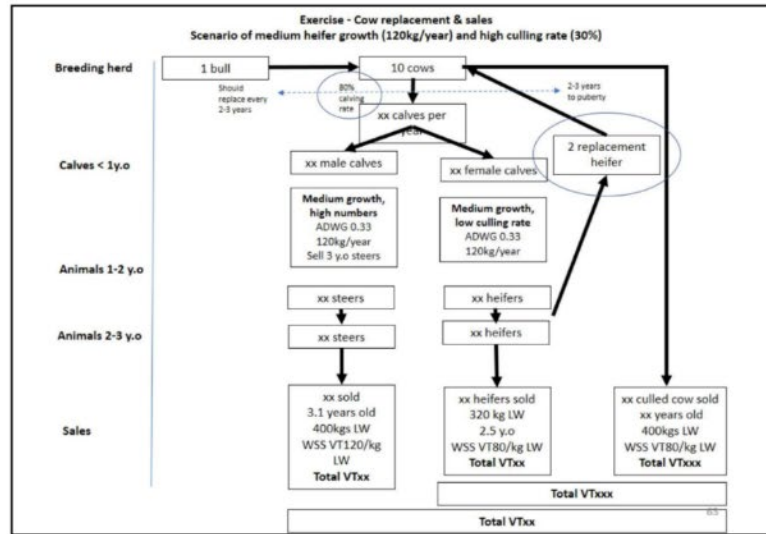 Exercise - Cow replacement & sales
Scenario of medium heifer growth (120kg/year) and high culling rate (30%)
Breeding herd
1 bull
10 cows
Should
replace every
2-3 years
80%
calving
rate
2-3 years
to puberty
xx calves per
year
2 replacement
heifer
Calves < 1y.o
xx male calves
xx female calves
Medium growth,
high numbers
ADWG 0.33
120kg/year
Sell 3 y.o steers
Medium growth,
low culling rate
ADWG 0.33
120kg/year
Animals 1-2 y.o
xx steers
xx heifers
Animals 2-3 y.o
xx steers
xx heifers
Sales
xx sold
3.1 years old
400kgs LW
WSS VT120/kg
LW
Total VTxx
xx heifers sold
320 kg LW
2.5 y.o
WSS VT80/kg LW
Total VTxx
xx culled cow sold
xx years old
400kgs LW
WSS VT80/kg LW
Total VTxxx
Total VTxxx
65
Total VTxx